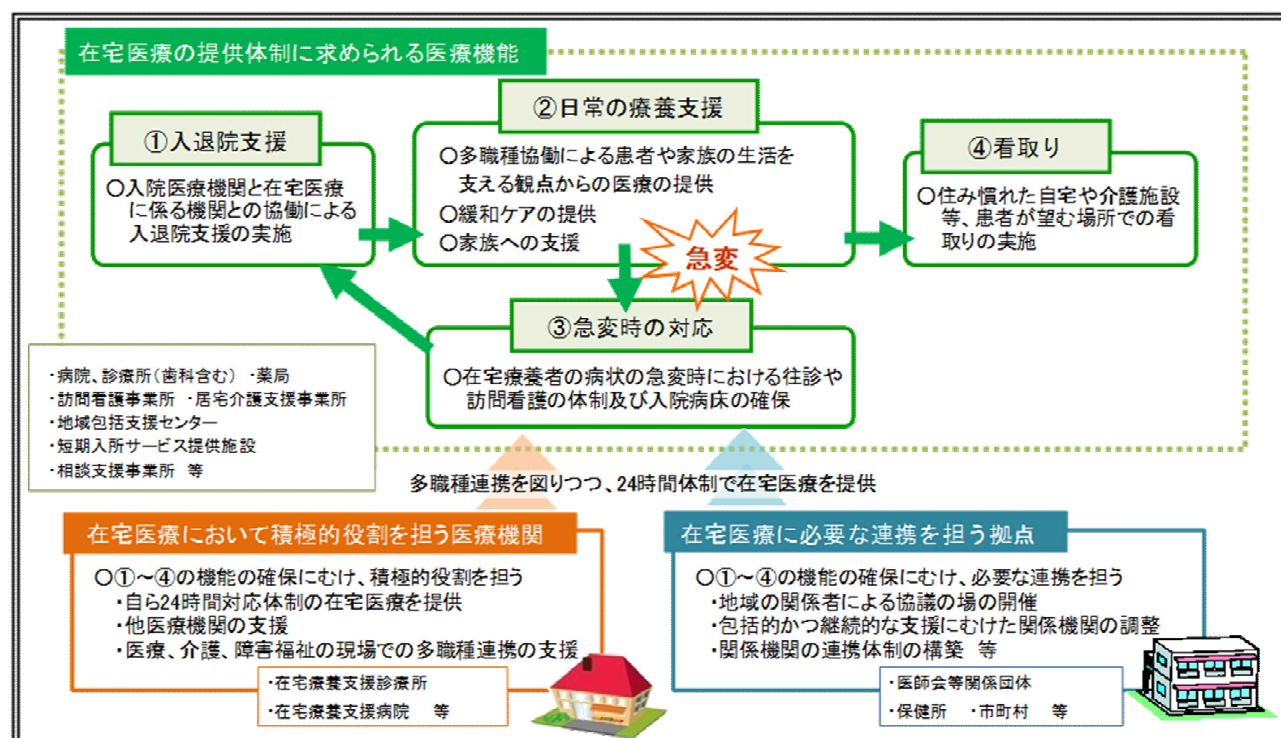 在宅医療の提供体制に求められる医療機能
①入退院支援
○入院医療機関と在宅医療
に係る機関との協働による
入退院支援の実施
②日常の療養支援
○多職種協働による患者や家族の生活を
支える観点からの医療の提供
○緩和ケアの提供
○家族への支援
急変
④看取り
○住み慣れた自宅や介護施設
等、患者が望む場所での看
取りの実施
③急変時の対応
○在宅療養者の病状の急変時における往診や
訪問看護の体制及び入院病床の確保
・病院、診療所(歯科含む) ・薬局
・訪問看護事業所 ・居宅介護支援事業所
・地域包括支援センター
・短期入所サービス提供施設
・相談支援事業所 等
多職種連携を図りつつ、24時間体制で在宅医療を提供
在宅医療において積極的役割を担う医療機関
○①~④の機能の確保にむけ、積極的役割を担う
・自ら24時間対応体制の在宅医療を提供
・他医療機関の支援
・医療、介護、障害福祉の現場での多職種連携の支援
・在宅療養支援診療所
・在宅療養支援病院 等
在宅医療に必要な連携を担う拠点
○①~④の機能の確保にむけ、必要な連携を担う
・地域の関係者による協議の場の開催
・包括的かつ継続的な支援にむけた関係機関の調整
・関係機関の連携体制の構築 等
・医師会等関係団体
・保健所 ・市町村 等